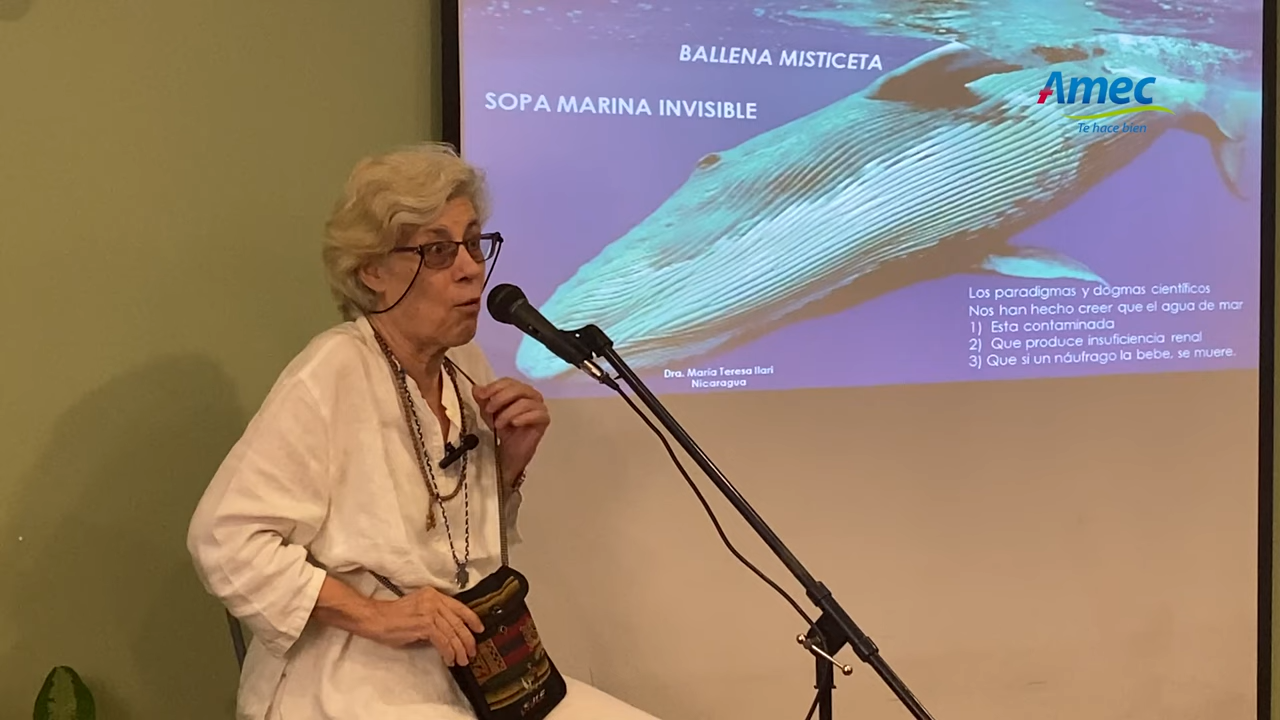 BALLENA MISTICETA
SOPA MARINA INVISIBLE
Amec
Te hace bien
Los paradigmas y dogmas científicos
Nos han hecho creer que el agua de mar
1) Esta contaminada
2) Que produce insuficiencia renal
3) Que si un náufrago la bebe, se muere.
Dra. María Teresa Ilari
Nicaragua